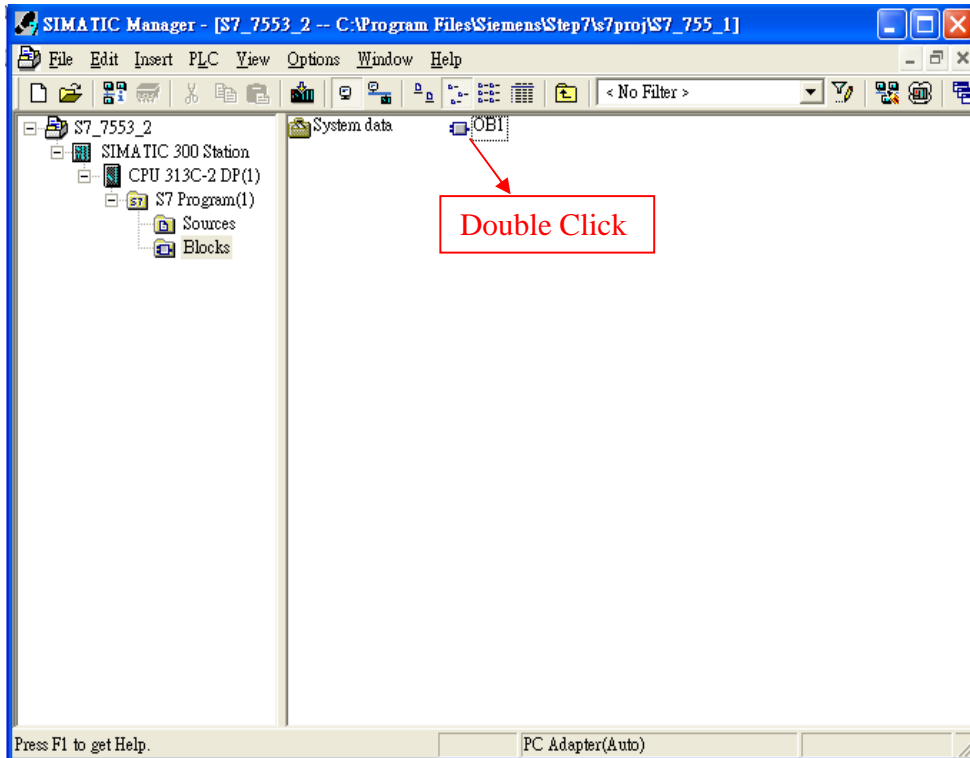 SIMATIC Manager - [S7_7553_2 -- C:\Program Files\Siemens\Step7\s7proj\S7_755_1]
File Edit Insert PLC View Options Window Help
< No Filter >
S7_7553_2
SIMATIC 300 Station
CPU 313C-2 DP(1)
S7 Program(1)
Sources
Blocks
System data
OB1
Double Click
Press F1 to get Help.
PC Adapter(Auto)